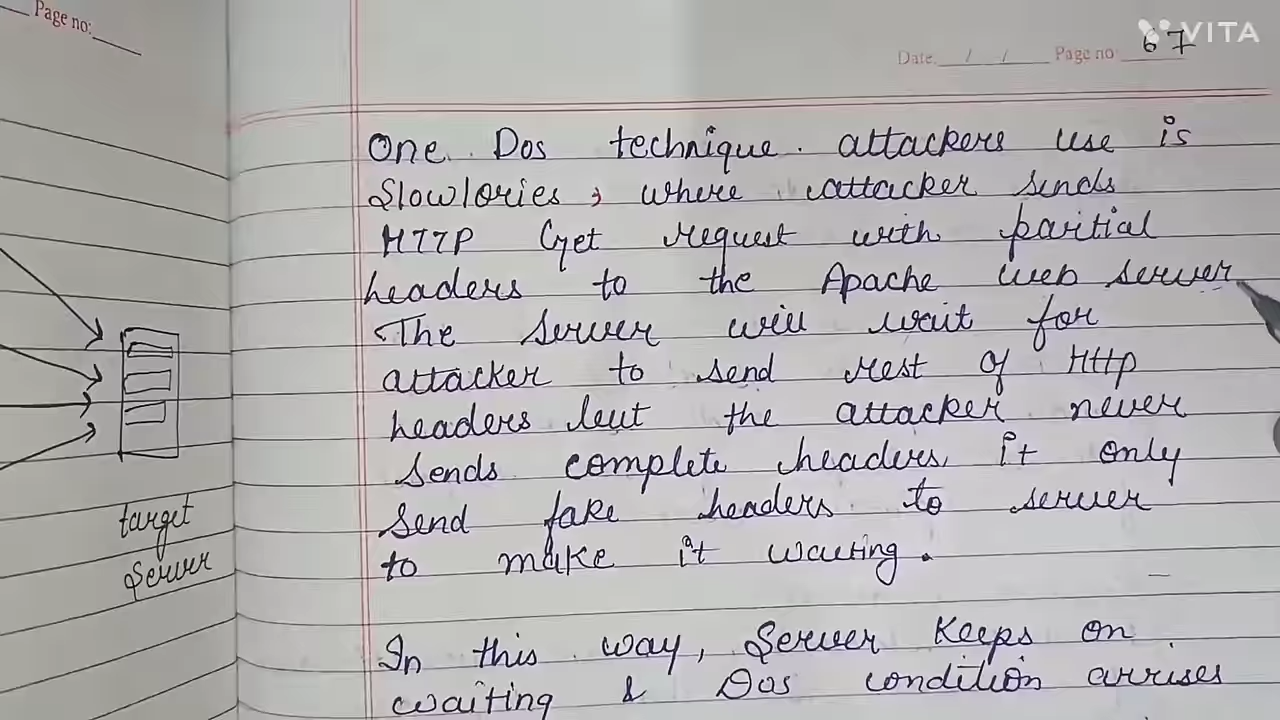 Page no:
VITA
Date / / Page no 67
One Dos technique. attackers use is
Slowlories, where attacker sends
HTTP Get request with partial
headers to the Apache web server
The server will wait for
attacker to send rest of Http
headers but the attacker never
Sends complete headers, it only
Send fake headers to server
to make it waiting.
In this way, Server keeps on
waiting & Dos condition arrises
target
Server